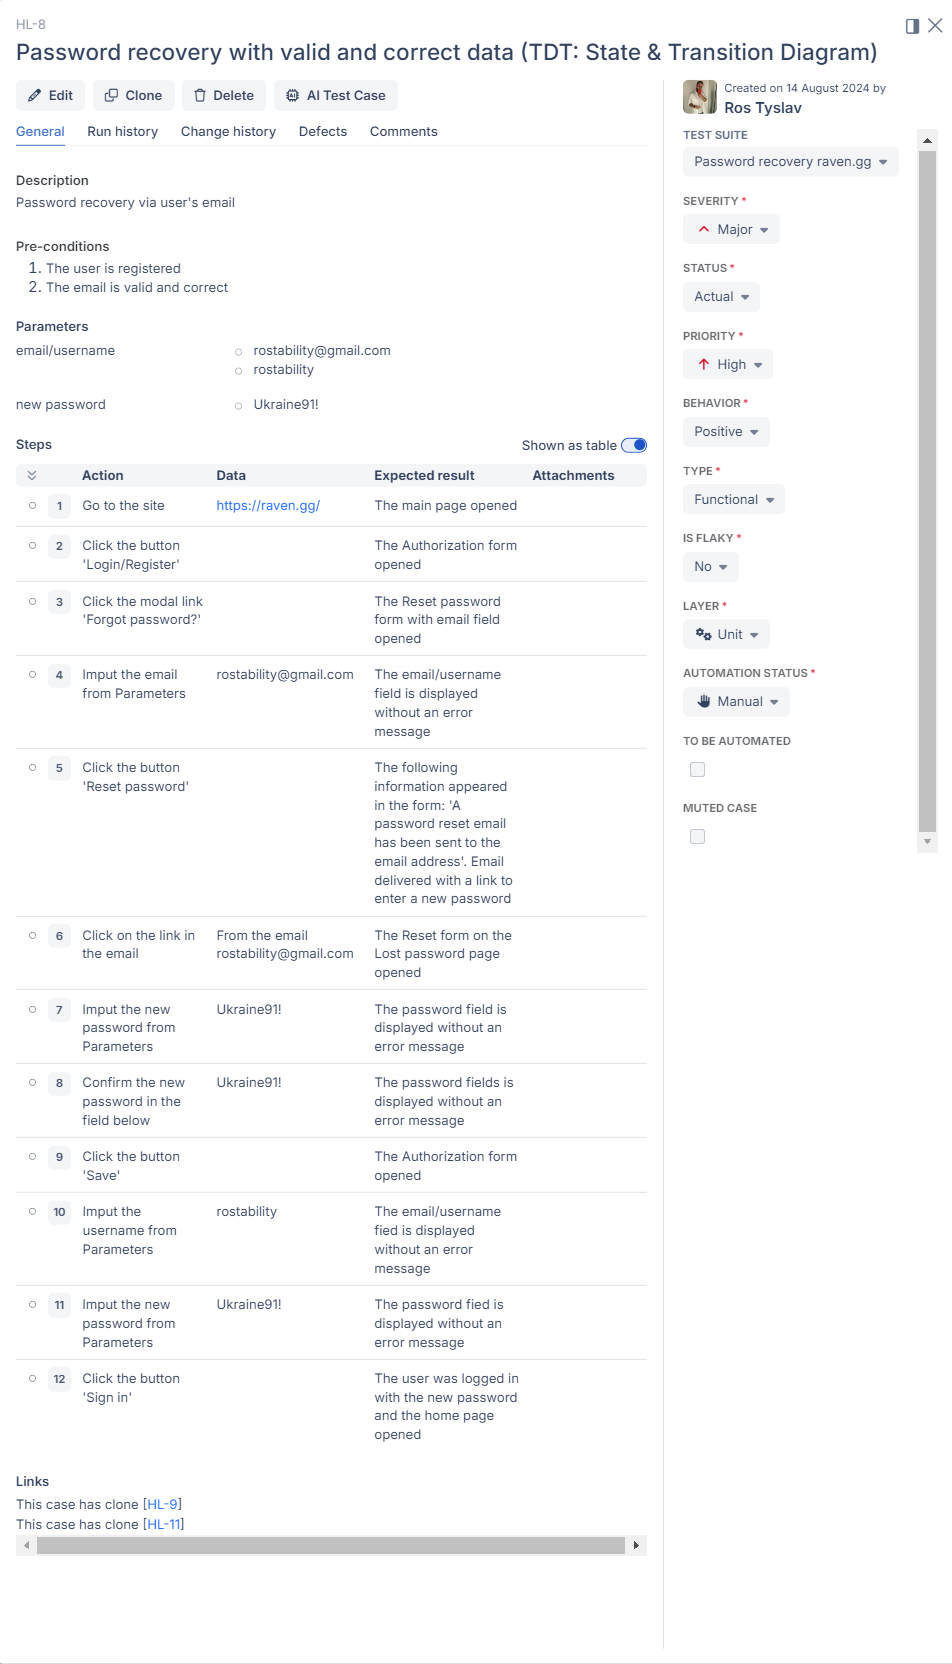 HL-8
Password recovery with valid and correct data (TDT: State & Transition Diagram)
Edit
Clone
Delete
AI Test Case
General
Run history
Change history
Defects
Comments
Description
Password recovery via user's email
Pre-conditions
1. The user is registered
2. The email is valid and correct
Parameters
email/username
rostability@gmail.com
rostability
new password
Ukraine91!
Steps
Shown as table
Action Data Expected result Attachments
1 Go to the site https://raven.gg/ The main page opened
2 Click the button The Authorization form
'Login/Register' opened
3 Click the modal link The Reset password
'Forgot password?' form with email field
opened
4 Imput the email rostability@gmail.com The email/username
from Parameters field is displayed
without an error
message
5 Click the button The following
'Reset password' information appeared
in the form: 'A
password reset email
has been sent to the
email address'. Email
delivered with a link to
enter a new password
6 Click on the link in From the email The Reset form on the
the email rostability@gmail.com Lost password page
opened
7 Imput the new Ukraine91! The password field is
password from displayed without an
Parameters error message
8 Confirm the new Ukraine91! The password fields is
password in the displayed without an
field below error message
9 Click the button The Authorization form
'Save' opened
10 Imput the rostability The email/username
username from fied is displayed
Parameters without an error
message
11 Imput the new Ukraine91! The password fied is
password from displayed without an
Parameters error message
12 Click the button The user was logged in
'Sign in' with the new password
and the home page
opened
Links
This case has clone [HL-9]
This case has clone [HL-11]
Created on 14 August 2024 by
Ros Tyslav
TEST SUITE
Password recovery raven.gg
SEVERITY *
Major
STATUS *
Actual
PRIORITY *
High
BEHAVIOR *
Positive
TYPE *
Functional
IS FLAKY *
No
LAYER *
Unit
AUTOMATION STATUS *
Manual
TO BE AUTOMATED
MUTED CASE